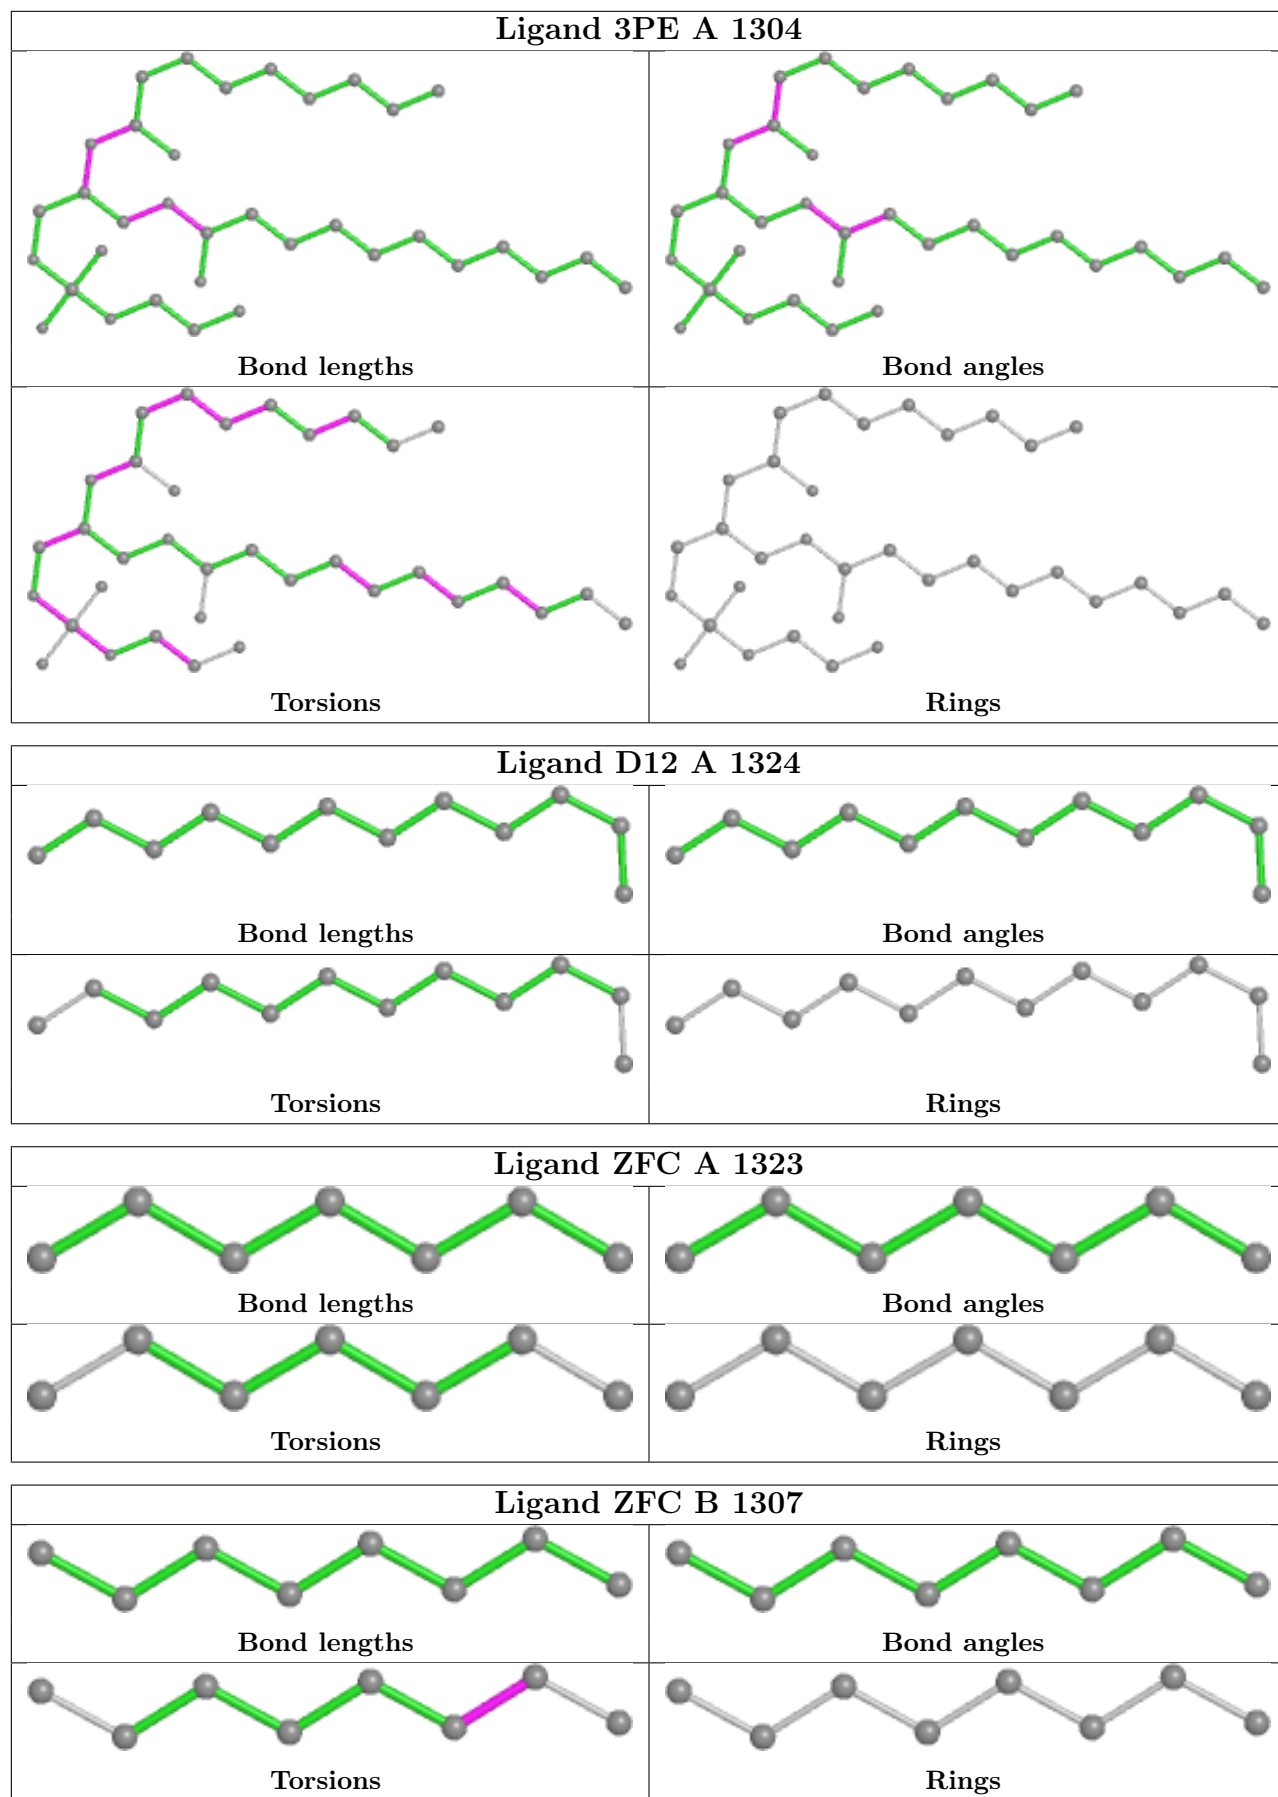 Ligand 3PE A 1304
Bond lengths
Bond angles
Torsions
Rings
Ligand D12 A 1324
Bond lengths
Bond angles
Torsions
Rings
Ligand ZFC A 1323
Bond lengths
Bond angles
Torsions
Rings
Ligand ZFC B 1307
Bond lengths
Bond angles
Torsions
Rings